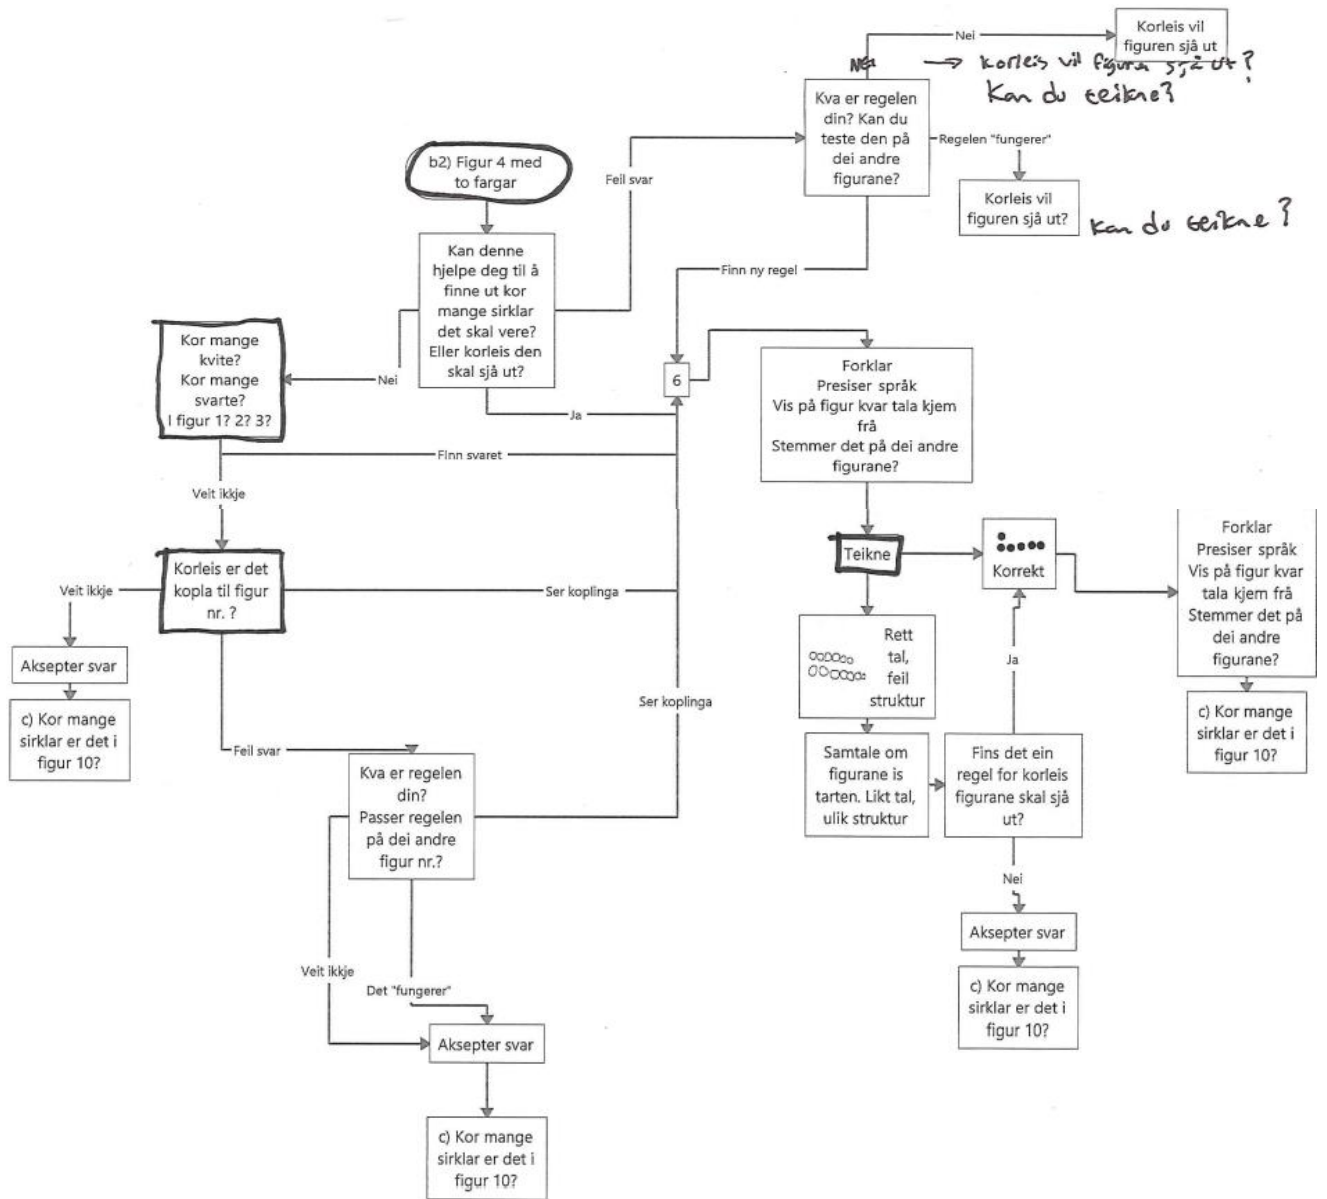 Nei
Korleis vil
figuren sjå ut
Nei → korleis vil figuren sjå ut?
Kan du teikne?
Kva er regelen
din? Kan du
teste den på
dei andre
figurane?
Regelen "fungerer"
Korleis vil
figuren sjå ut?
kan du teikne?
Feil svar
b2) Figur 4 med
to fargar
Kan denne
hjelpe deg til å
finne ut kor
mange sirklar
det skal vere?
Eller korleis den
skal sjå ut?
Finn ny regel
Kor mange
kvite?
Kor mange
svarte?
I figur 1? 2? 3?
Nei
Ja
6
Forklar
Presiser språk
Vis på figur kvar tala kjem
frå
Stemmer det på dei andre
figurane?
FInn svaret
Veit ikkje
Korleis er det
kopla til figur
nr. ?
Veit ikkje
Ser koplinga
Teikne
Korrekt
Forklar
Presiser språk
Vis på figur kvar
tala kjem frå
Stemmer det på
dei andre
figurane?
Aksepter svar
c) Kor mange
sirklar er det i
figur 10?
Rett
tal,
feil
struktur
Ja
Ser koplinga
c) Kor mange
sirklar er det i
figur 10?
Feil svar
Kva er regelen
din?
Passer regelen
på dei andre
figur nr.?
Samtale om
figurane is
tarten. Likt tal,
ulik struktur
Fins det ein
regel for korleis
figurane skal sjå
ut?
Nei
Aksepter svar
c) Kor mange
sirklar er det i
figur 10?
Veit ikkje
Det "fungerer"
Aksepter svar
c) Kor mange
sirklar er det i
figur 10?